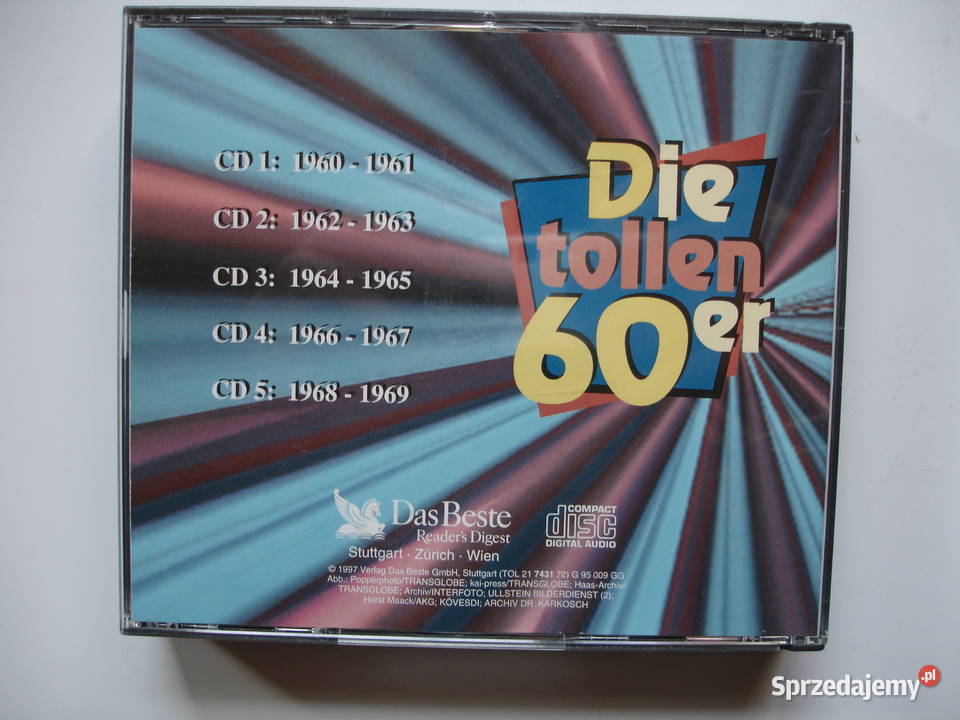 CD 1: 1960 - 1961
CD 2: 1962 - 1963
CD 3: 1964 - 1965
CD 4: 1966 - 1967
CD 5: 1968 - 1969
Die
tollen
60er
Das Beste
Reader's Digest
Stuttgart · Zürich · Wien
COMPACT
disc
DIGITAL AUDIO
© 1997 Verlag Das Beste GmbH, Stuttgart (TOL 21 7431 72) G 95 009 GG
Abb.: Popperphoto/TRANSGLOBE; kai-press/TRANSGLOBE; Haas-Archiv/
TRANSGLOBE; Archiv/INTERFOTO; ULLSTEIN BILDERDIENST (2);
Horst Maack/AKG; KÖVESDI; ARCHIV DR. KARKOSCH
Sprzedajemy.pl